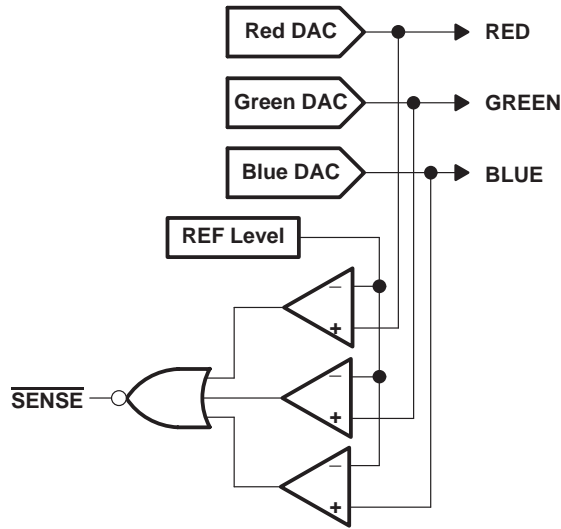 Red DAC
RED
Green DAC
GREEN
Blue DAC
BLUE
REF Level
–
+
SENSE
–
+
–
+